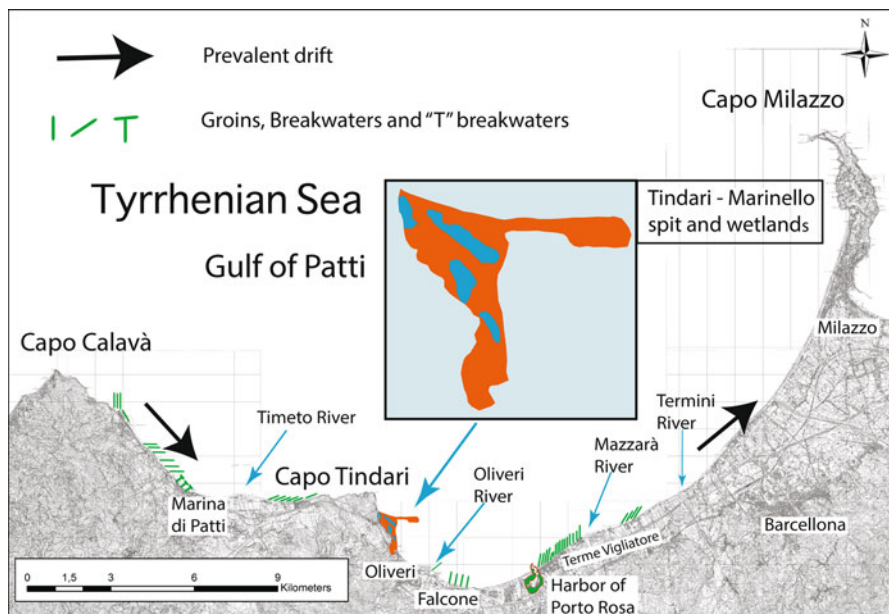 N
Prevalent drift
Groins, Breakwaters and “T” breakwaters
Capo Milazzo
Tyrrhenian Sea
Tindari - Marinello
spit and wetlands
Gulf of Patti
Milazzo
Capo Calavà
Timeto River
Termini
River
Mazzarà
River
Capo Tindari
Oliveri
River
Marina
di Patti
Barcellona
Terme Vigliatore
Oliveri
Falcone
Harbor of
Porto Rosa
0 1,5 3 6 9
Kilometers